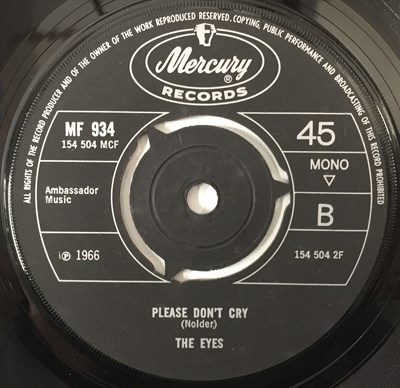 ALL RIGHTS OF THE RECORD PRODUCER AND OF THE OWNER OF THE WORK REPRODUCED RESERVED. COPYING, PUBLIC PERFORMANCE AND BROADCASTING OF THIS RECORD PROHIBITED
Mercury®
RECORDS
MF 934
154 504 MCF
45
MONO
Ambassador
Music
B
℗ 1966
154 504 2F
PLEASE DON'T CRY
(Nolder)
THE EYES